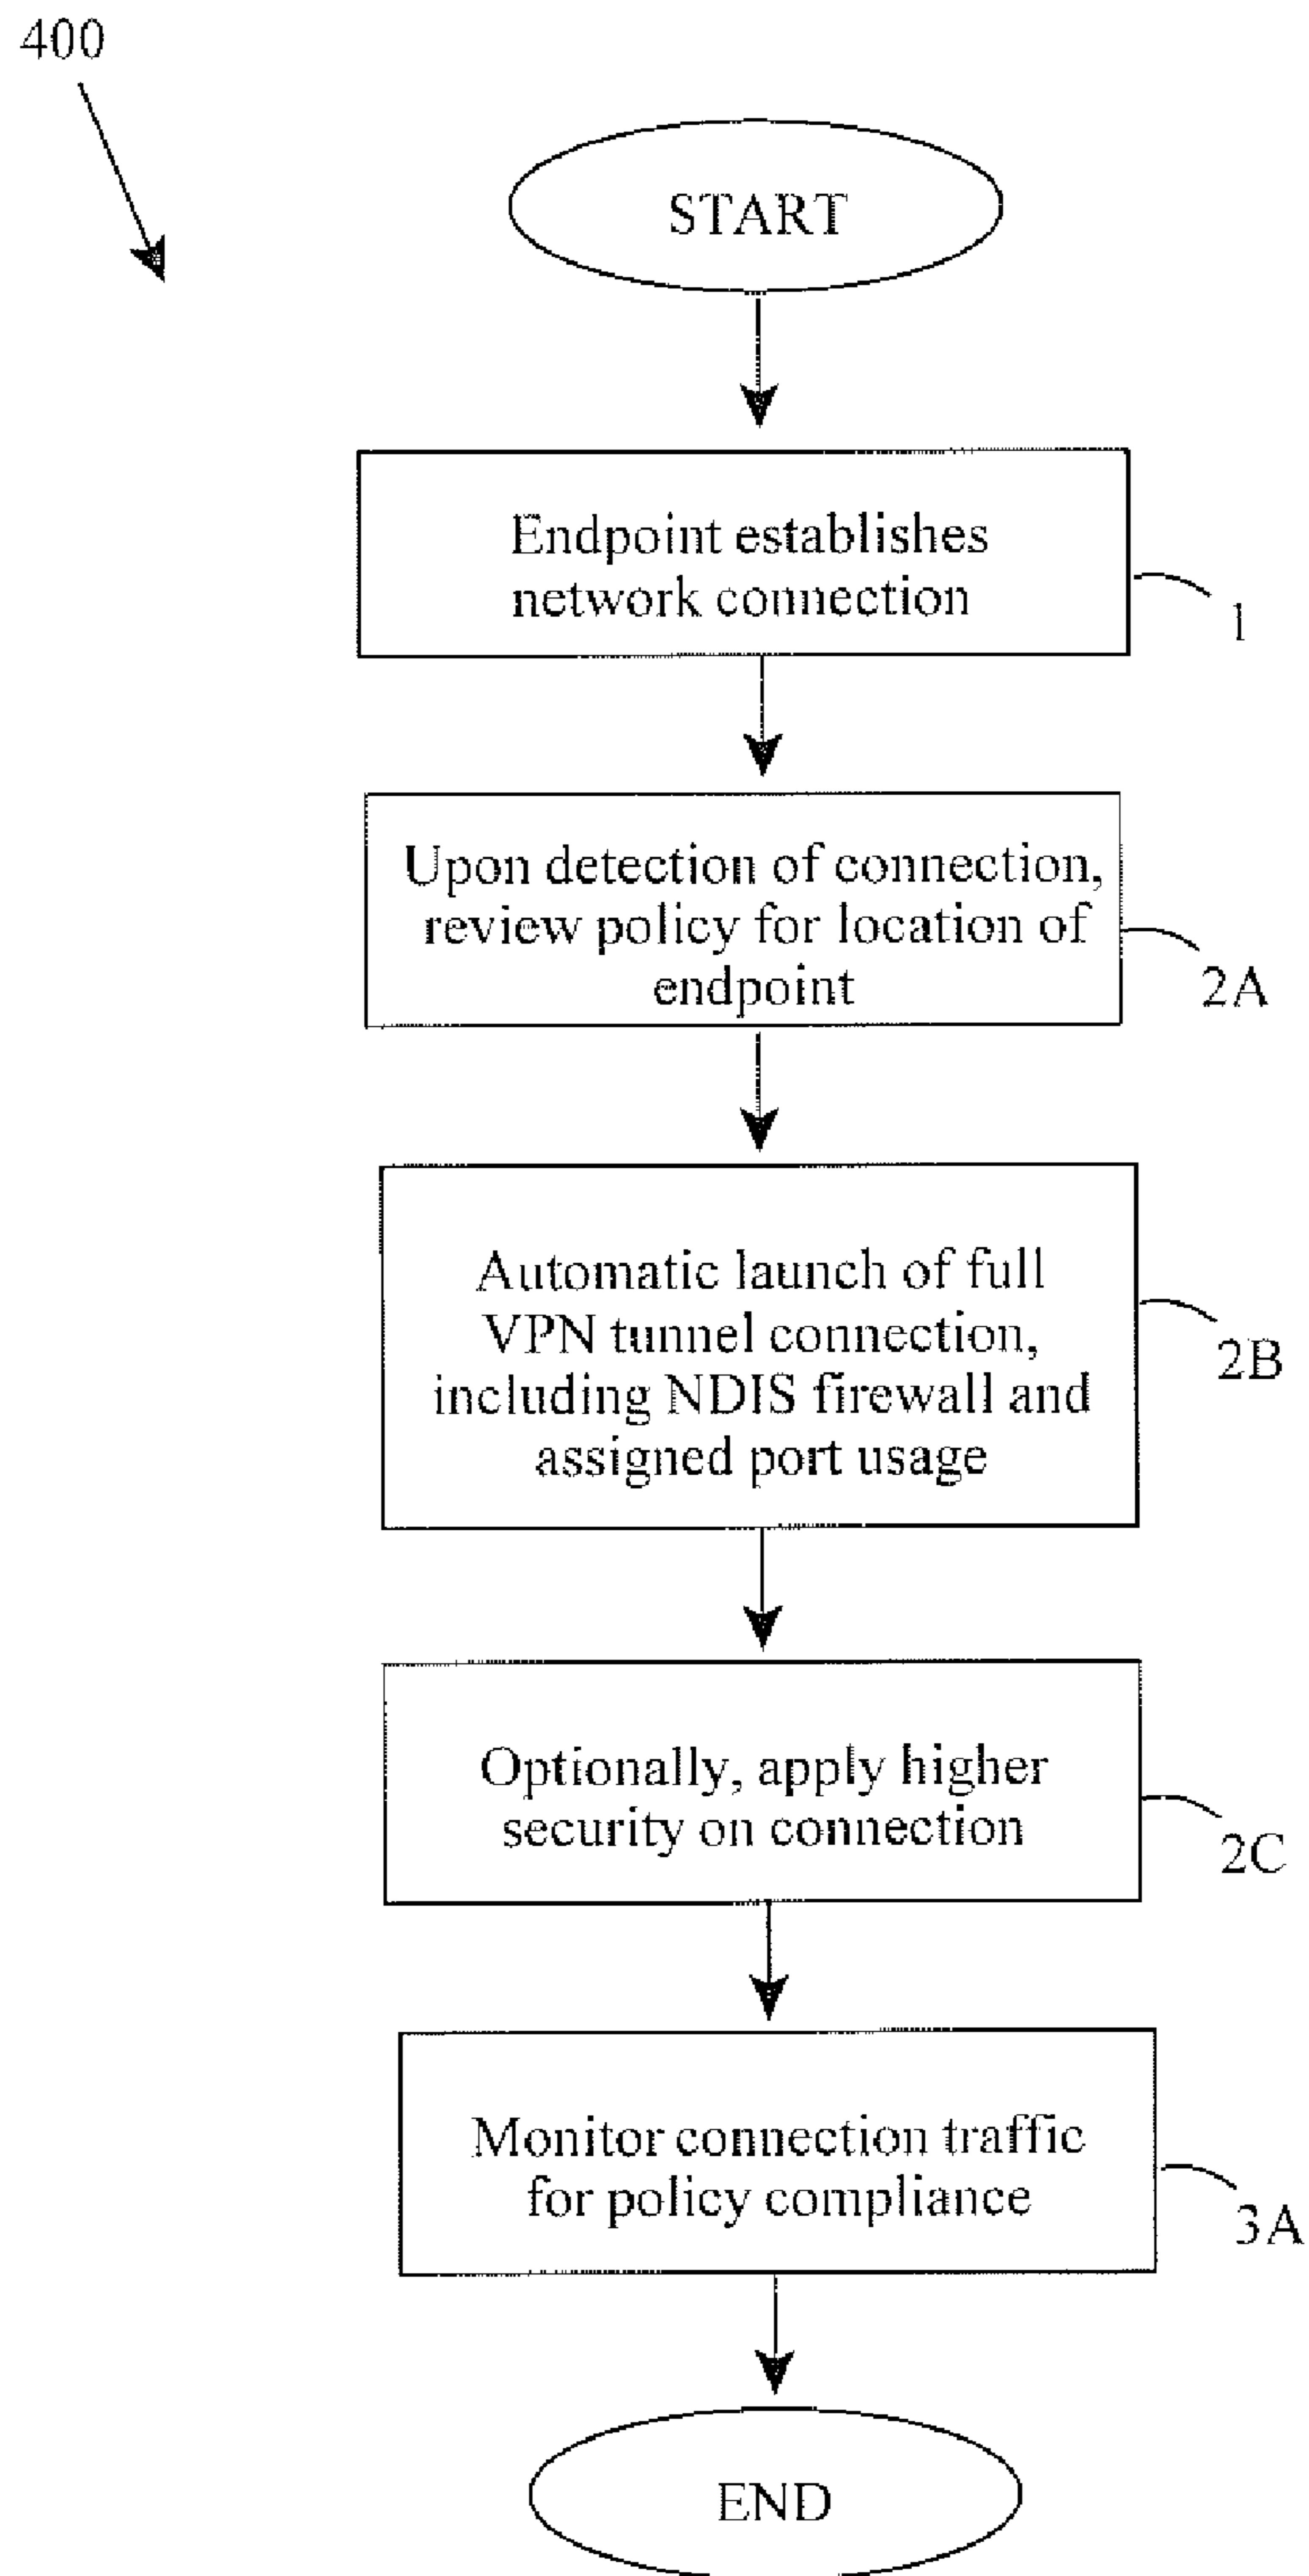 400
START
Endpoint establishes
network connection
1
Upon detection of connection,
review policy for location of
endpoint
2A
Automatic launch of full
VPN tunnel connection,
including NDIS firewall and
assigned port usage
2B
Optionally, apply higher
security on connection
2C
Monitor connection traffic
for policy compliance
3A
END